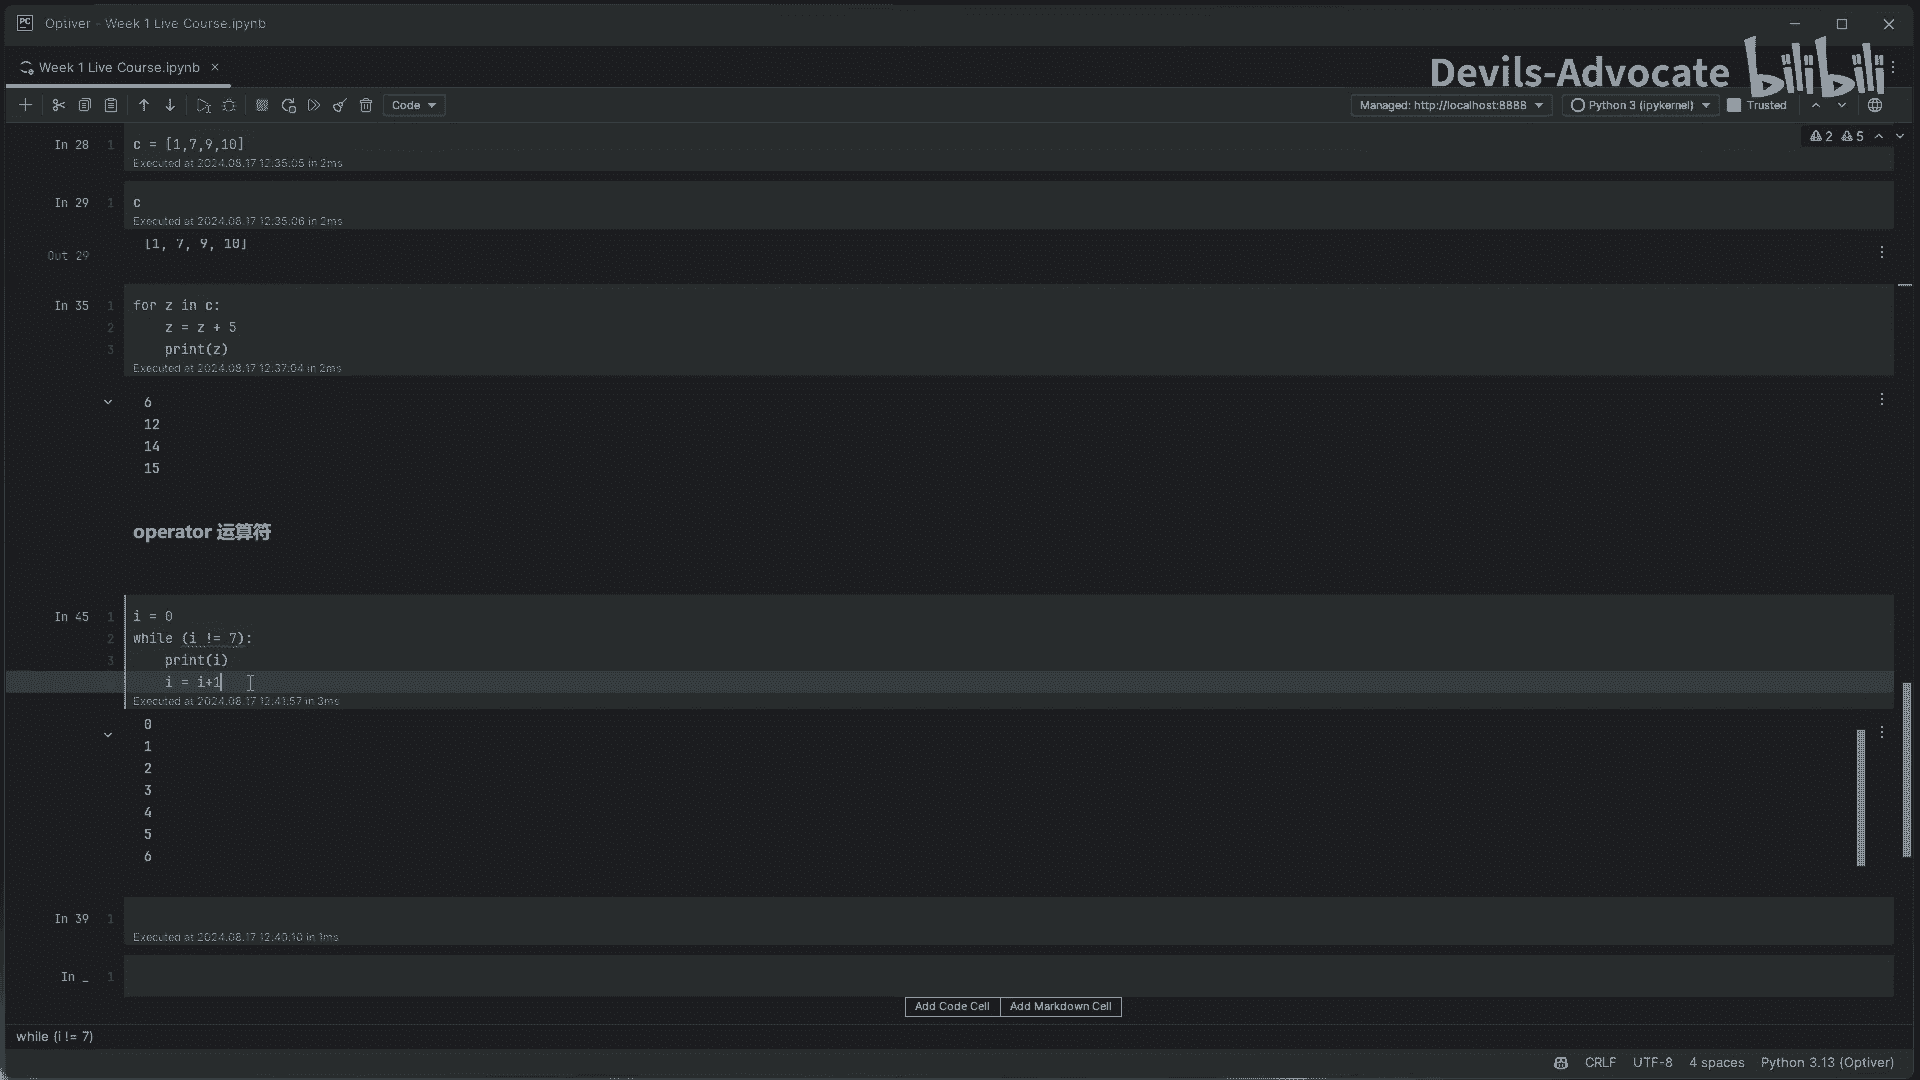 Optiver - Week 1 Live Course.ipynb
Week 1 Live Course.ipynb
Devils-Advocate bilibili
Code
Managed: http://localhost:8888
Python 3 (ipykernel)
Trusted
2 5
In 28 1 c = [1,7,9,10]
Executed at 2024.08.17 12:35:05 in 2ms
In 29 1 c
Executed at 2024.08.17 12:35:06 in 2ms
Out 29 [1, 7, 9, 10]
In 35 1 for z in c:
2 z = z + 5
3 print(z)
Executed at 2024.08.17 12:37:04 in 2ms
6
12
14
15
operator 运算符
In 45 1 i = 0
2 while (i != 7):
3 print(i)
i = i+1
Executed at 2024.08.17 12:41:57 in 3ms
0
1
2
3
4
5
6
In 39 1
Executed at 2024.08.17 12:40:10 in 1ms
In _ 1
Add Code Cell Add Markdown Cell
while (i != 7)
CRLF UTF-8 4 spaces Python 3.13 (Optiver)